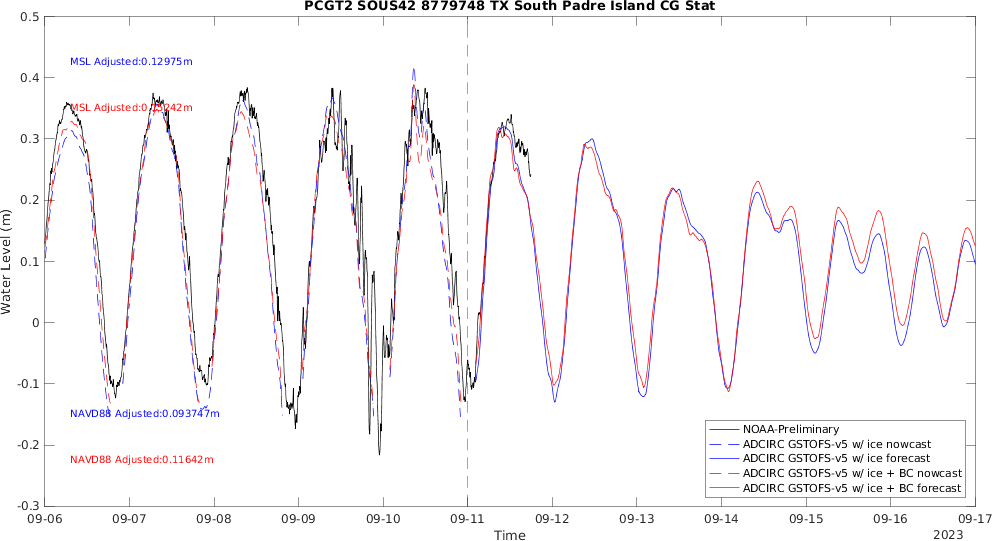 PCGT2 SOUS42 8779748 TX South Padre Island CG Stat
0.5
MSL Adjusted:0.12975m
0.4
MSL Adjusted:0.15242m
0.3
0.2
0.1
0
-0.1
NAVD88 Adjusted:0.093747m
-0.2
NAVD88 Adjusted:0.11642m
-0.3
Water Level (m)
NOAA-Preliminary
ADCIRC GSTOFS-v5 w/ ice nowcast
ADCIRC GSTOFS-v5 w/ ice forecast
ADCIRC GSTOFS-v5 w/ ice + BC nowcast
ADCIRC GSTOFS-v5 w/ ice + BC forecast
09-06 09-07 09-08 09-09 09-10 09-11 09-12 09-13 09-14 09-15 09-16 09-17
Time
2023